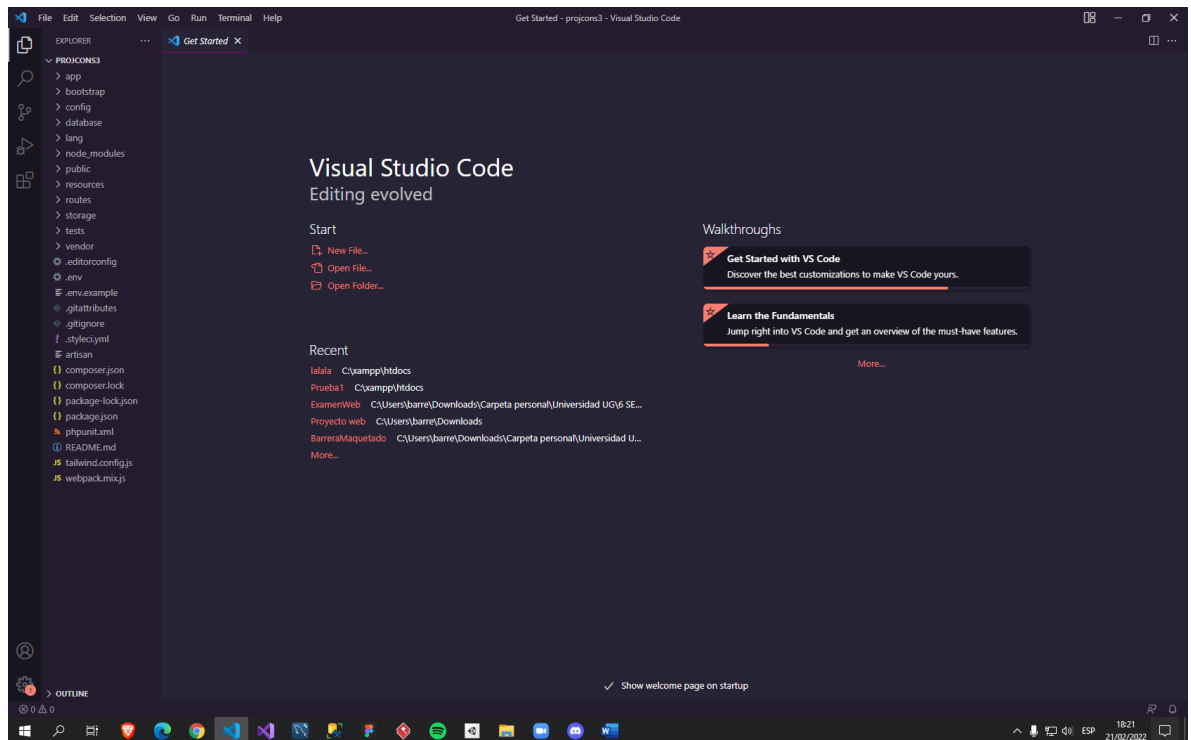 File Edit Selection View Go Run Terminal Help
Get Started - projcons3 - Visual Studio Code
EXPLORER
Get Started
PROJCONS3
app
bootstrap
config
database
lang
node_modules
public
resources
routes
storage
tests
vendor
.editorconfig
.env
.env.example
.gitattributes
.gitignore
.styleci.yml
artisan
composer.json
composer.lock
package-lock.json
package.json
phpunit.xml
README.md
JS tailwind.config.js
JS webpack.mix.js
OUTLINE
Visual Studio Code
Editing evolved
Start
New File...
Open File...
Open Folder...
Recent
lalala C:\xampp\htdocs
Prueba1 C:\xampp\htdocs
ExamenWeb C:\Users\barre\Downloads\Carpeta personal\Universidad UG\6 SE...
Proyecto web C:\Users\barre\Downloads
BarreraMaquetado C:\Users\barre\Downloads\Carpeta personal\Universidad U...
More...
Walkthroughs
Get Started with VS Code
Discover the best customizations to make VS Code yours.
Learn the Fundamentals
Jump right into VS Code and get an overview of the must-have features.
More...
Show welcome page on startup
1
0 0
ESP
18:21
21/02/2022